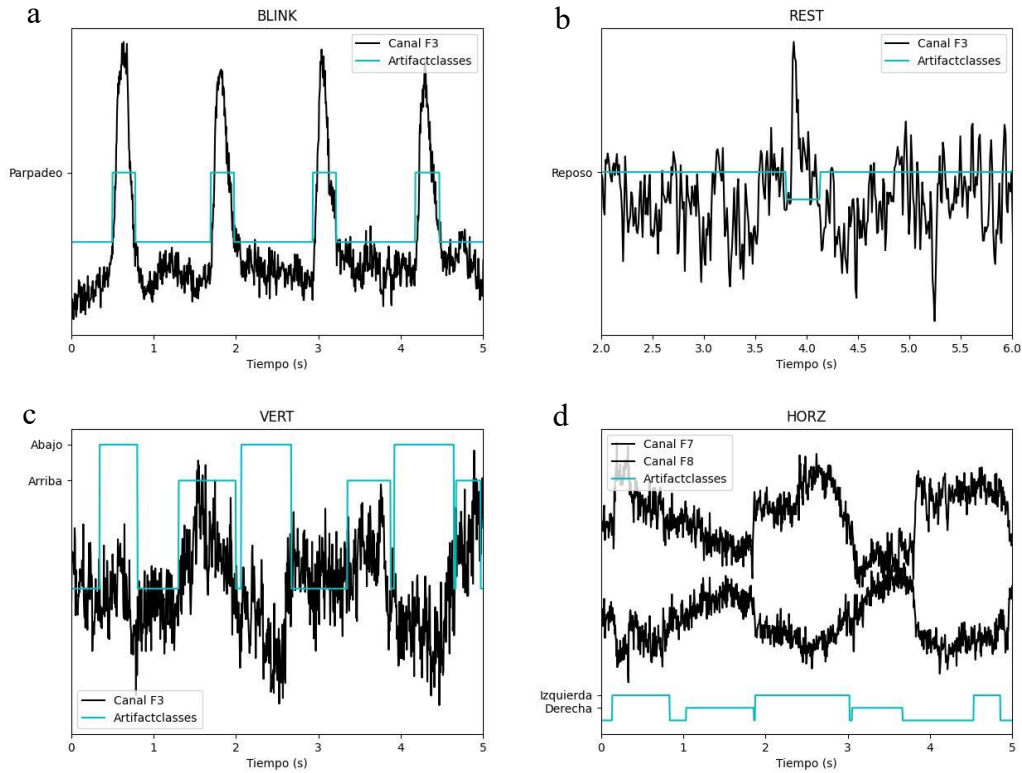 a
BLINK
Canal F3
Artifactclasses
Parpadeo
0 1 2 3 4 5
Tiempo (s)
b
REST
Canal F3
Artifactclasses
Reposo
2.0 2.5 3.0 3.5 4.0 4.5 5.0 5.5 6.0
Tiempo (s)
c
VERT
Abajo
Arriba
Canal F3
Artifactclasses
0 1 2 3 4 5
Tiempo (s)
d
HORZ
Canal F7
Canal F8
Artifactclasses
Izquierda
Derecha
0 1 2 3 4 5
Tiempo (s)